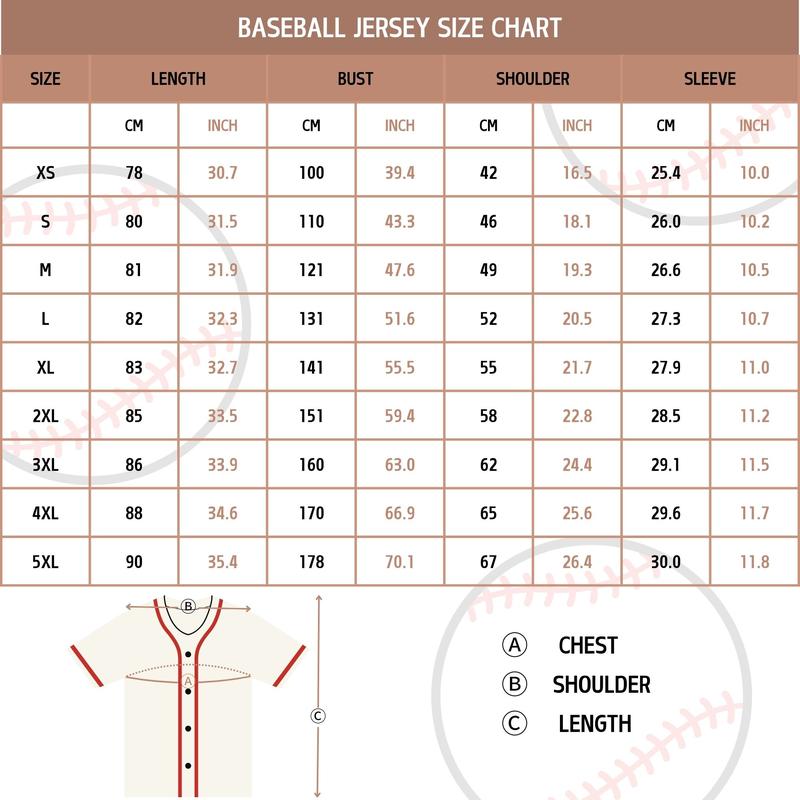 BASEBALL JERSEY SIZE CHART
SIZE LENGTH BUST SHOULDER SLEEVE
CM INCH CM INCH CM INCH CM INCH
XS 78 30.7 100 39.4 42 16.5 25.4 10.0
S 80 31.5 110 43.3 46 18.1 26.0 10.2
M 81 31.9 121 47.6 49 19.3 26.6 10.5
L 82 32.3 131 51.6 52 20.5 27.3 10.7
XL 83 32.7 141 55.5 55 21.7 27.9 11.0
2XL 85 33.5 151 59.4 58 22.8 28.5 11.2
3XL 86 33.9 160 63.0 62 24.4 29.1 11.5
4XL 88 34.6 170 66.9 65 25.6 29.6 11.7
5XL 90 35.4 178 70.1 67 26.4 30.0 11.8
B
A
C
A CHEST
B SHOULDER
C LENGTH